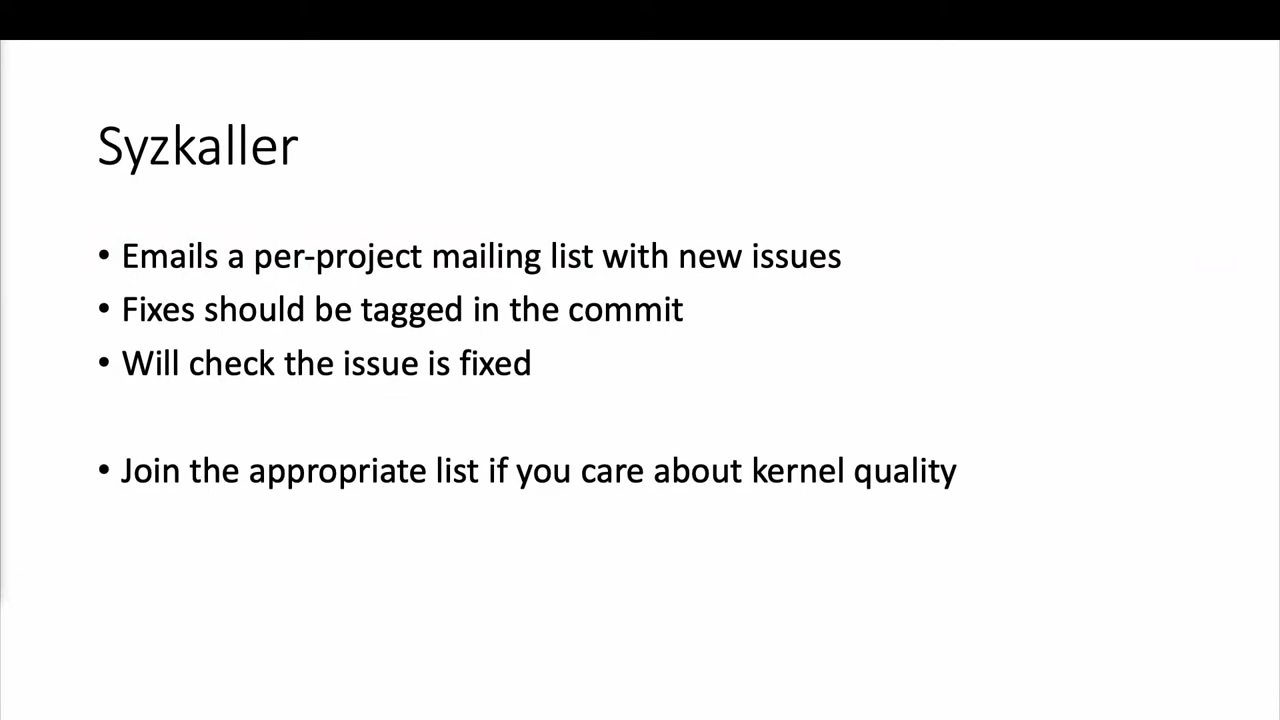 Syzkaller
• Emails a per-project mailing list with new issues
• Fixes should be tagged in the commit
• Will check the issue is fixed
• Join the appropriate list if you care about kernel quality